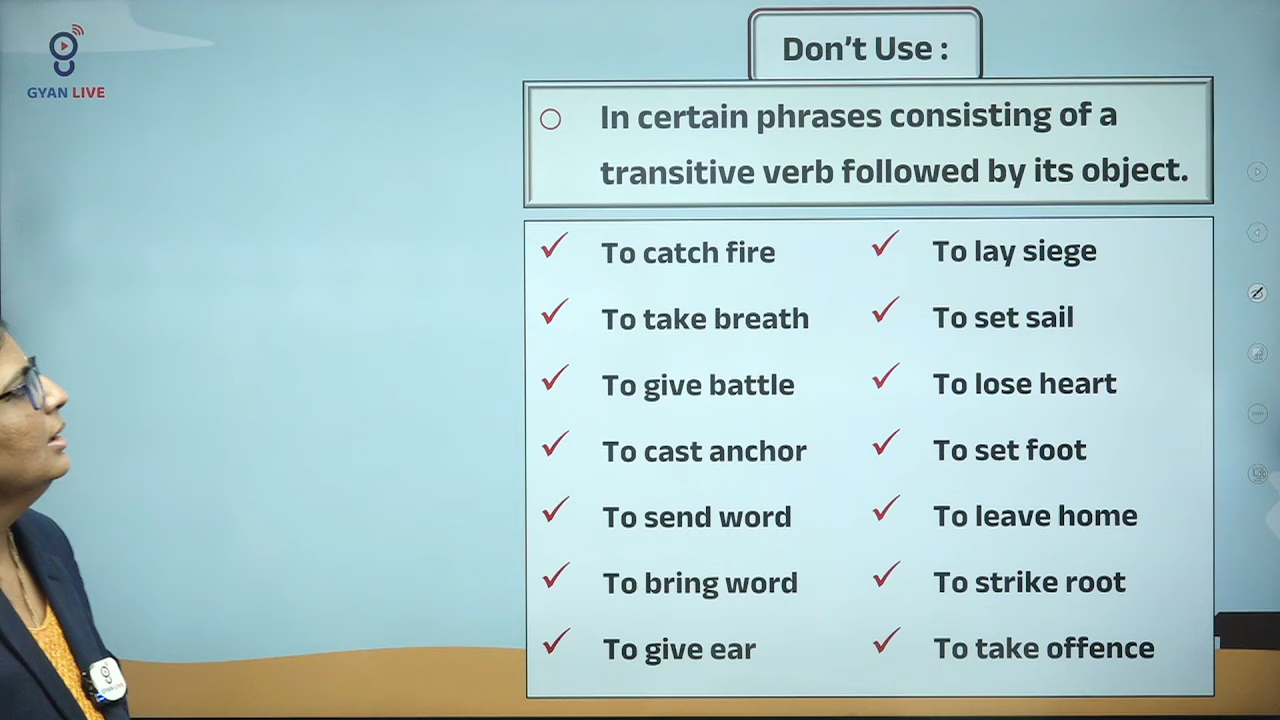 GYAN LIVE
Don't Use :
In certain phrases consisting of a
transitive verb followed by its object.
To catch fire
To lay siege
To take breath
To set sail
To give battle
To lose heart
To cast anchor
To set foot
To send word
To leave home
To bring word
To strike root
To give ear
To take offence
GYAN LIVE